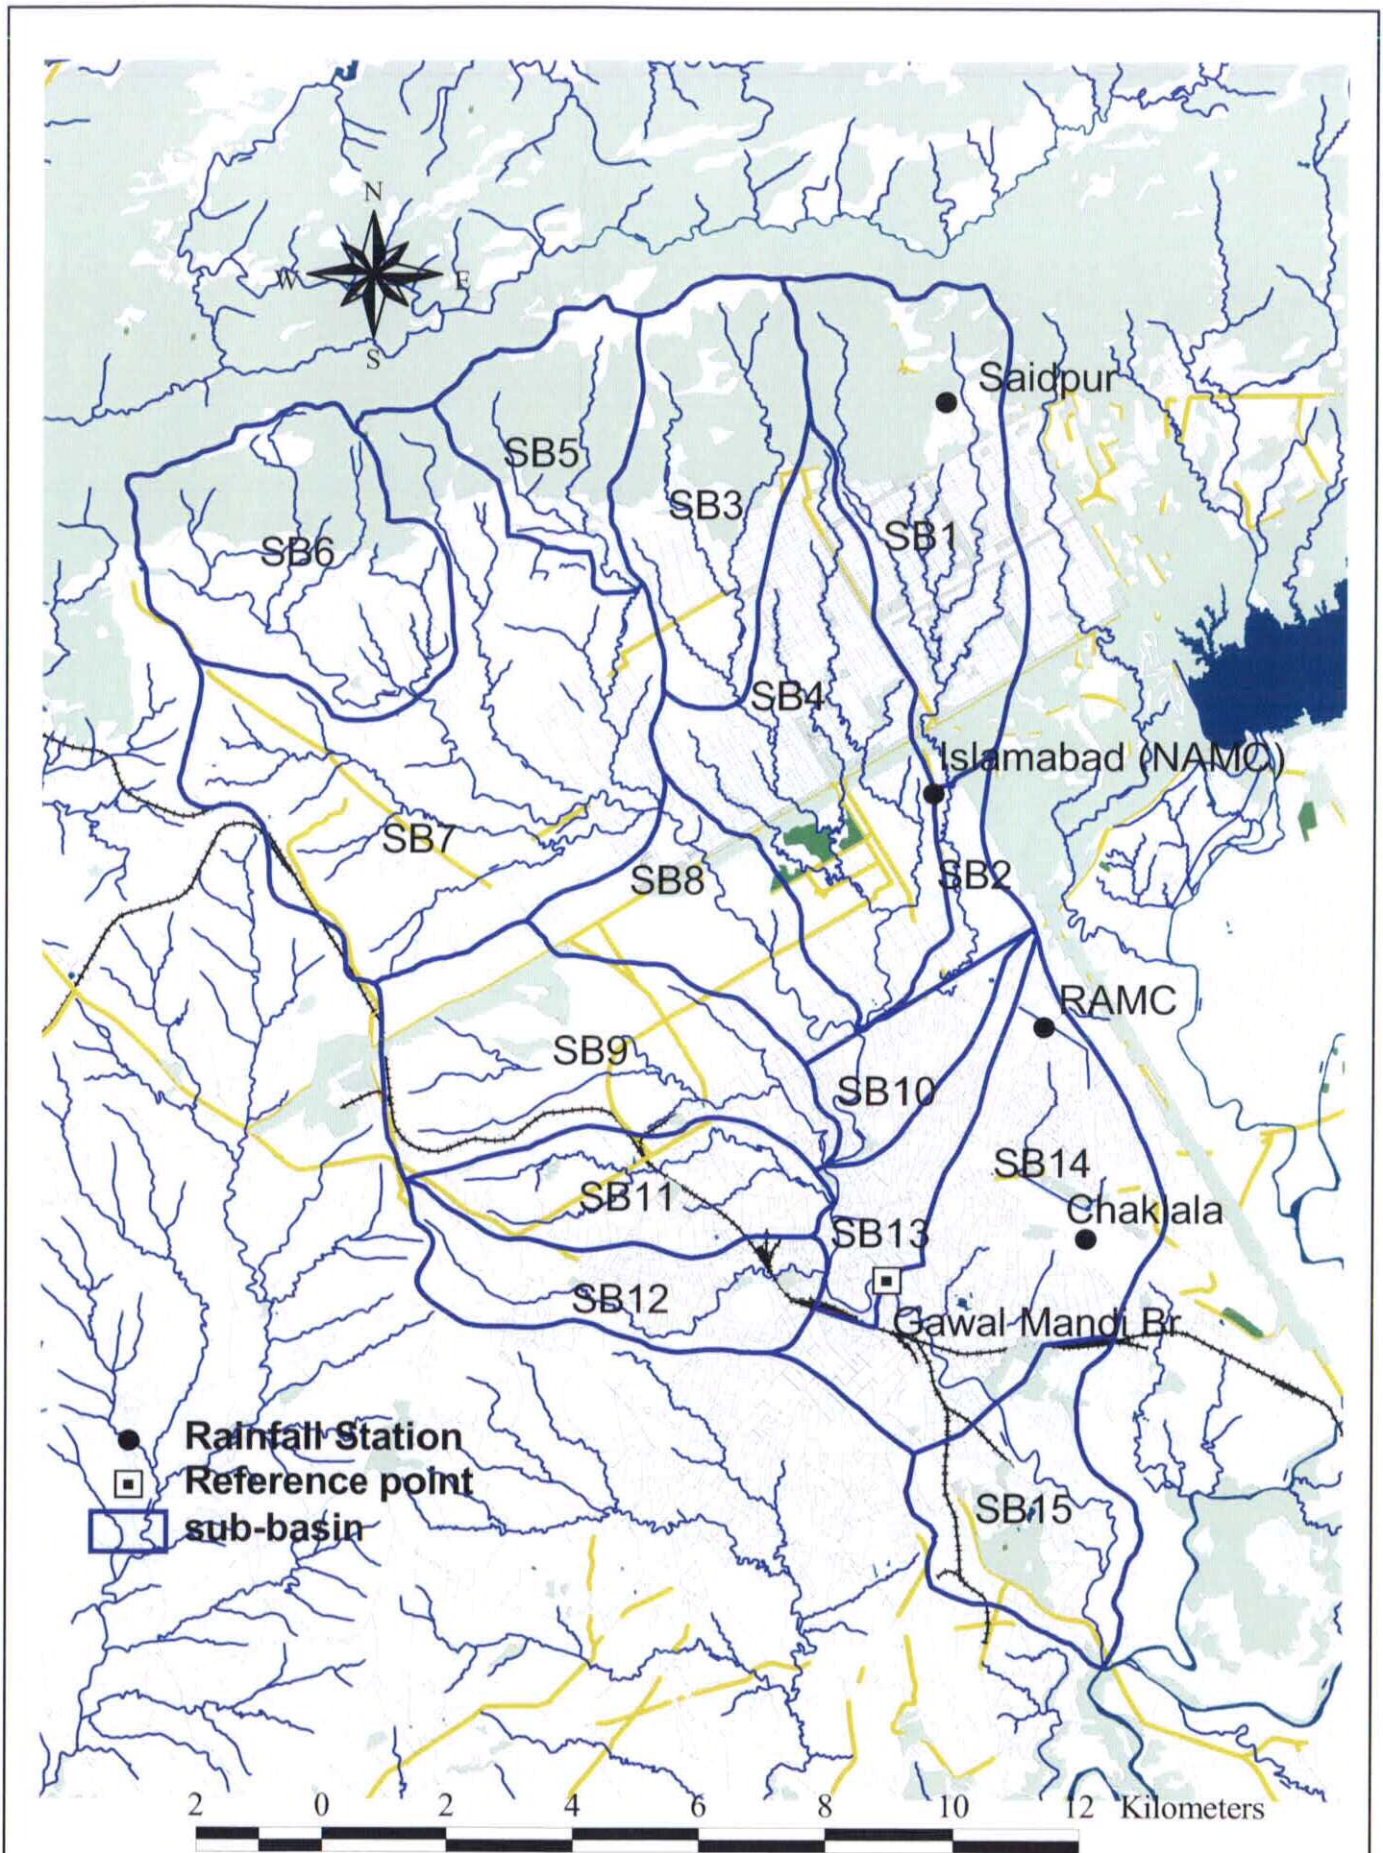 N
W E
S
Saidpur
SB5
SB3
SB1
SB6
SB4
Islamabad (NAMC)
SB7
SB8
SB2
RAMC
SB9
SB10
SB14
SB11
Chaklala
SB13
SB12
Gawal Mandi Br
Rainfall Station
Reference point
sub-basin
SB15
2 0 2 4 6 8 10 12 Kilometers